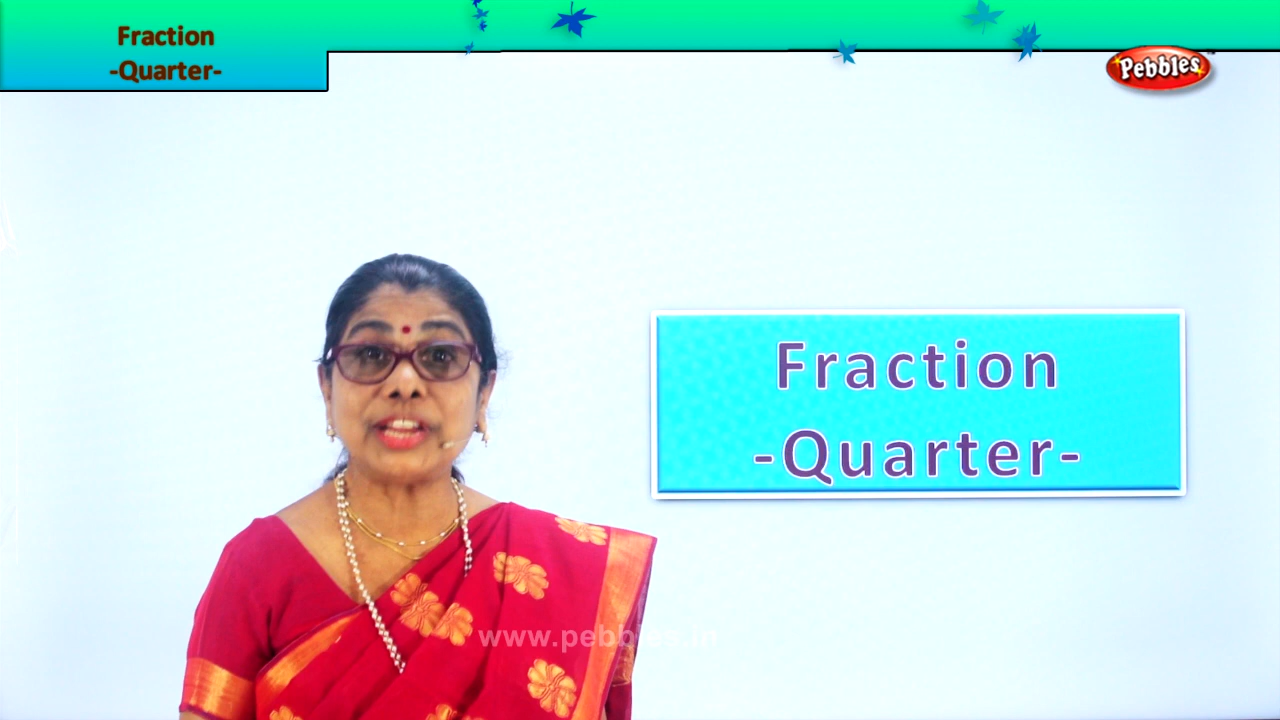 Fraction
-Quarter-
Pebbles
Fraction
-Quarter-
www.pebbles.in